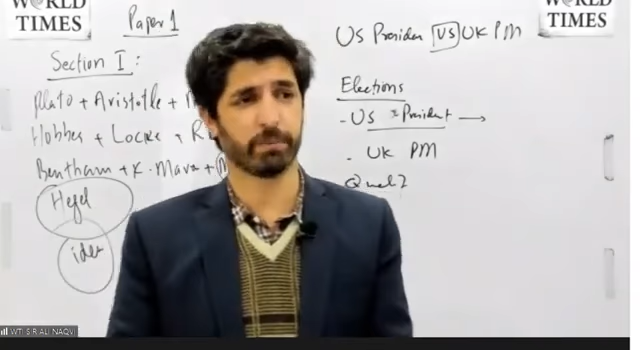 WORLD
TIMES
Paper 1
Section I :
Plato + Aristotle +
Hobbes + Locke + R
Bentham + K. Marx +
Hegel
idea
US Presiden VS UK PM
Elections
- US President →
- UK PM
WORLD
TIMES
WTI SIR ALI NAQVI